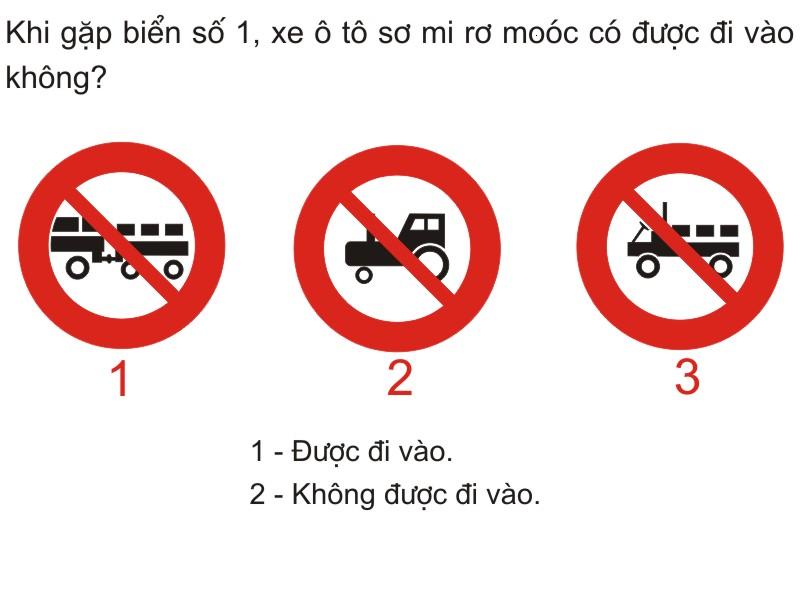 Khi gặp biển số 1, xe ô tô sơ mi rơ moóc có được đi vào
không?
1
2
3
1 - Được đi vào.
2 - Không được đi vào.